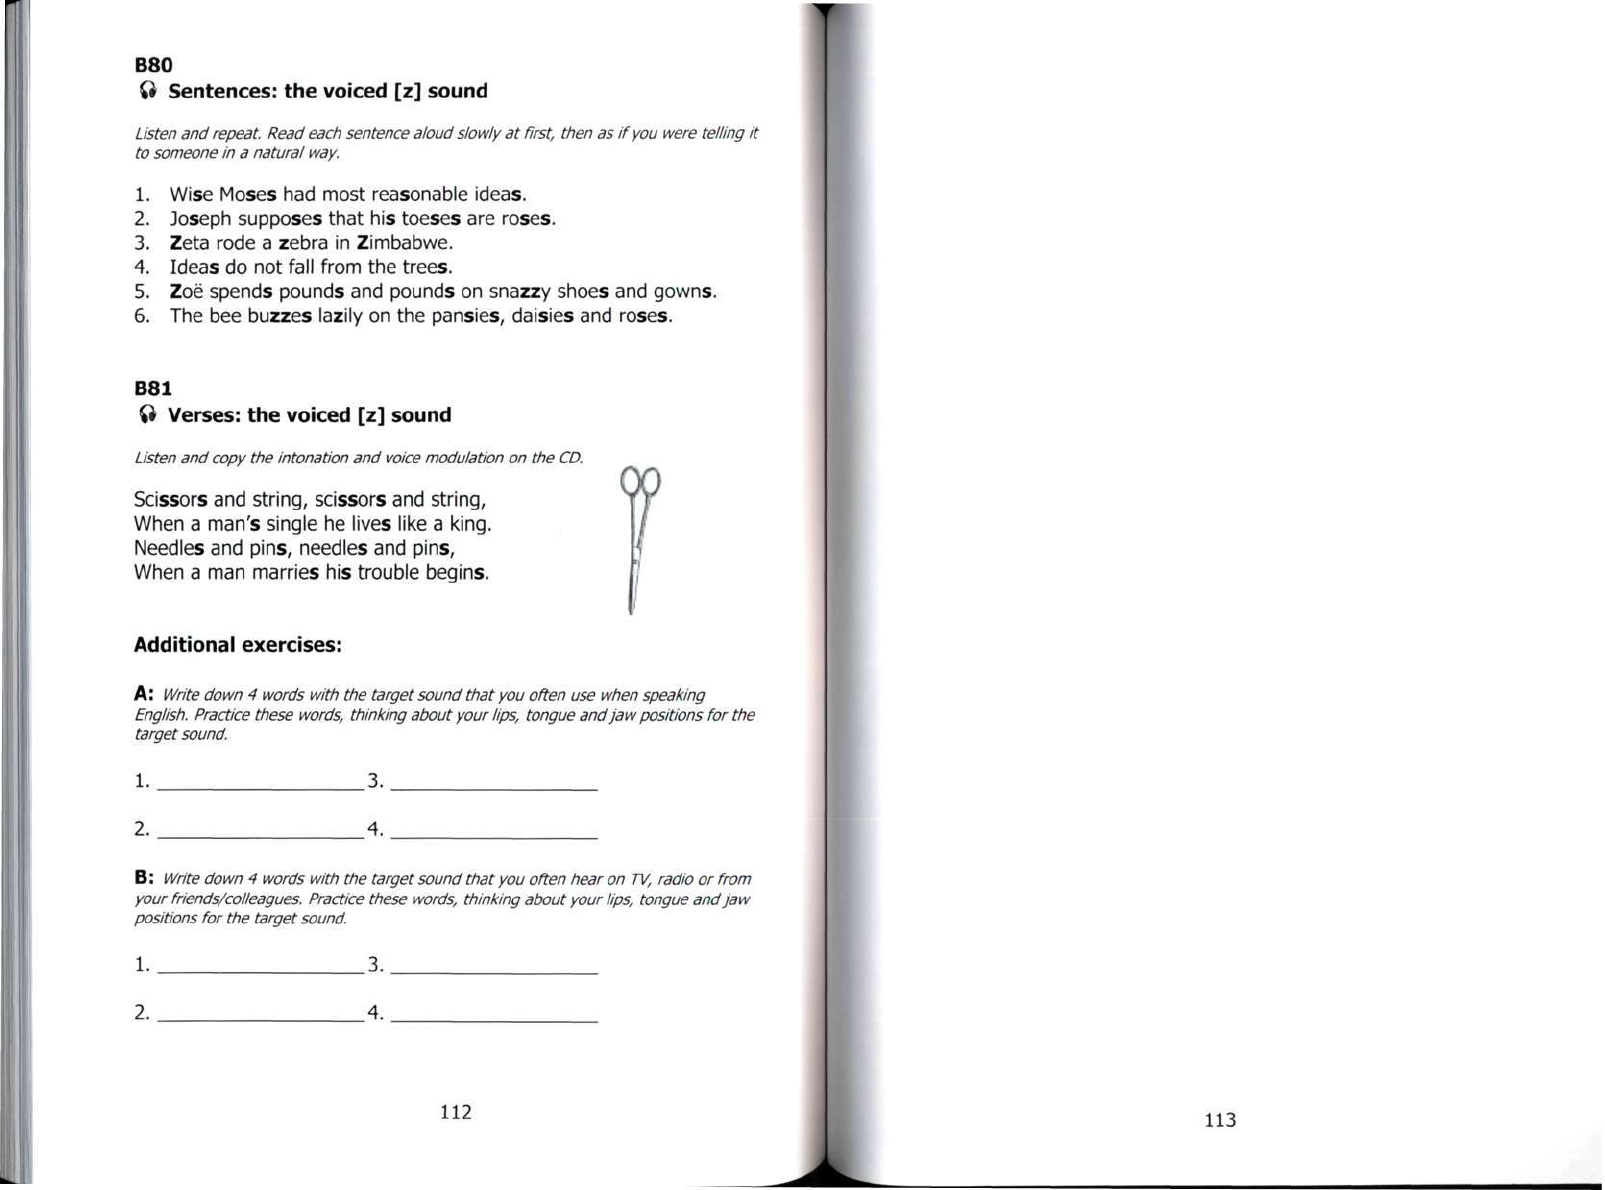 B80
Sentences: the voiced [z] sound
Listen and repeat. Read each sentence aloud slowly at first, then as if you were telling it
to someone in a natural way.
1. Wise Moses had most reasonable ideas.
2. Joseph supposes that his toeses are roses.
3. Zeta rode a zebra in Zimbabwe.
4. Ideas do not fall from the trees.
5. Zoë spends pounds and pounds on snazzy shoes and gowns.
6. The bee buzzes lazily on the pansies, daisies and roses.
B81
Verses: the voiced [z] sound
Listen and copy the intonation and voice modulation on the CD.
Scissors and string, scissors and string,
When a man's single he lives like a king.
Needles and pins, needles and pins,
When a man marries his trouble begins.
Additional exercises:
A: Write down 4 words with the target sound that you often use when speaking
English. Practice these words, thinking about your lips, tongue and jaw positions for the
target sound.
1. ____________________ 3. ____________________
2. ____________________ 4. ____________________
B: Write down 4 words with the target sound that you often hear on TV, radio or from
your friends/colleagues. Practice these words, thinking about your lips, tongue and jaw
positions for the target sound.
1. ____________________ 3. ____________________
2. ____________________ 4. ____________________
112
113